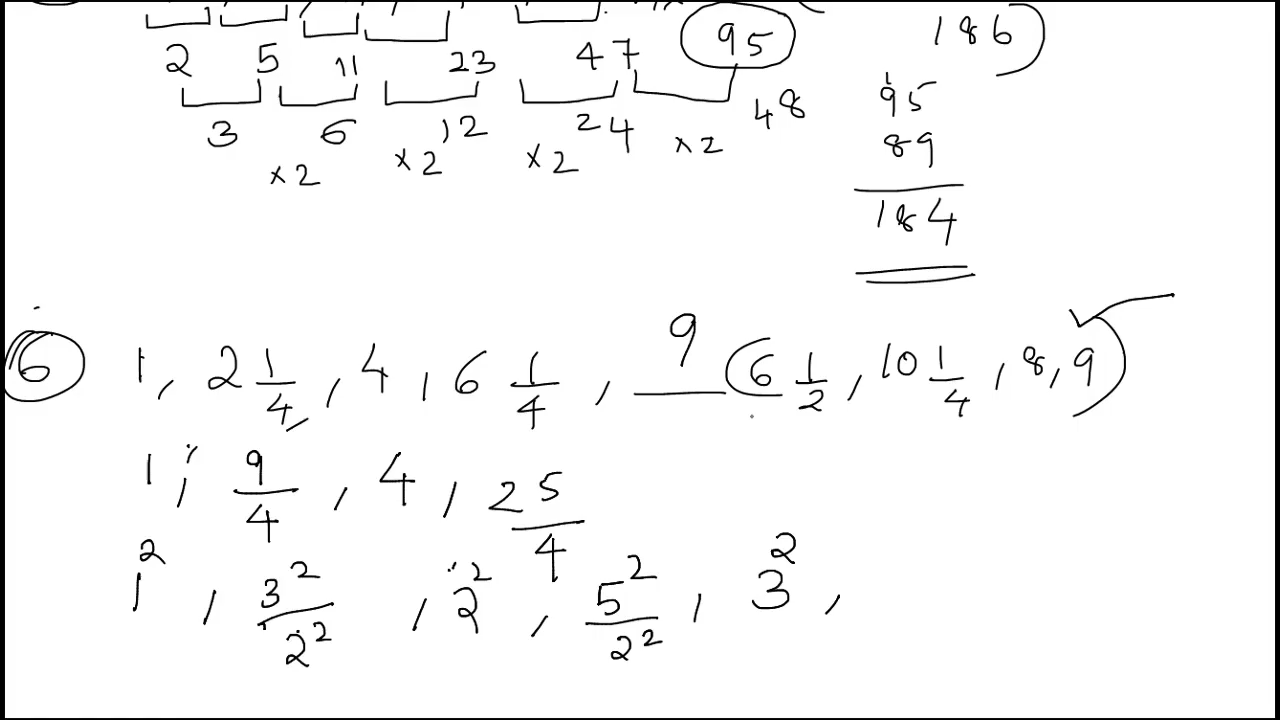 95 186
2 5 11 23 47
95
3 6 12 24 48
89
×2 ×2 ×2 ×2
184
9
6 1, 2 1/4, 4, 6 1/4, ___ (6 1/2, 10 1/4, 8, 9)
1, 9/4, 4, 25/4
1², 3²/2², 2², 5²/2², 3²,